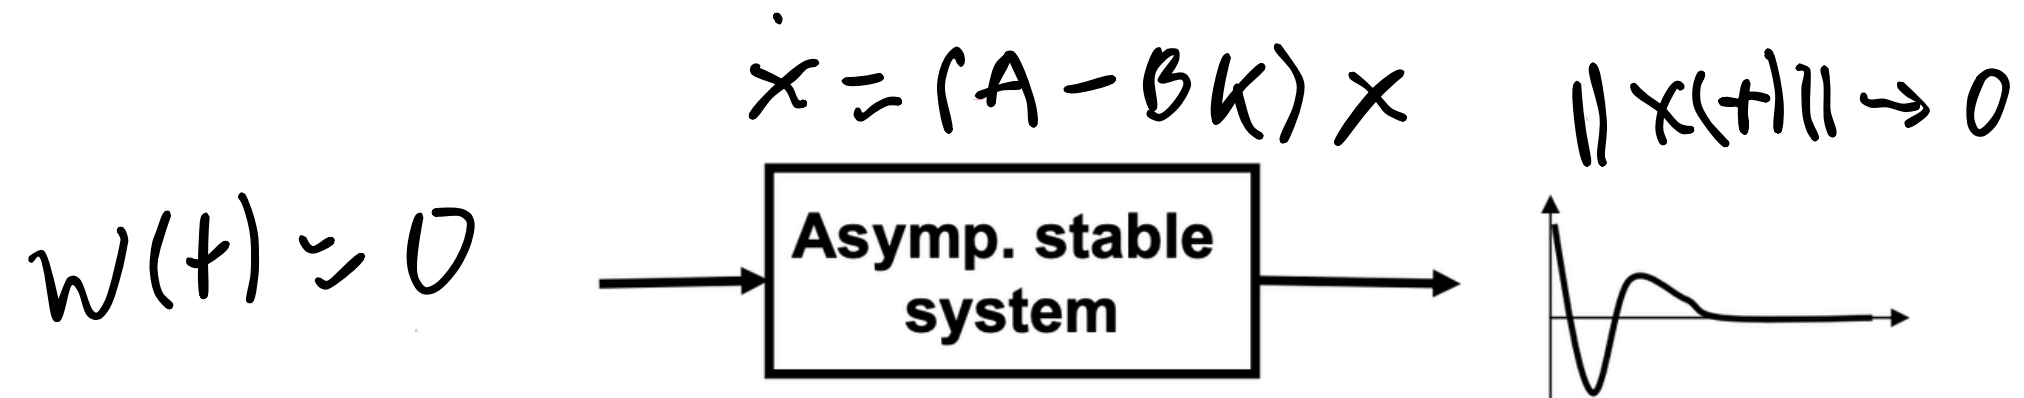 ẋ = (A - BK) x
||x(t)|| → 0
w(t) = 0
Asymp. stable
system